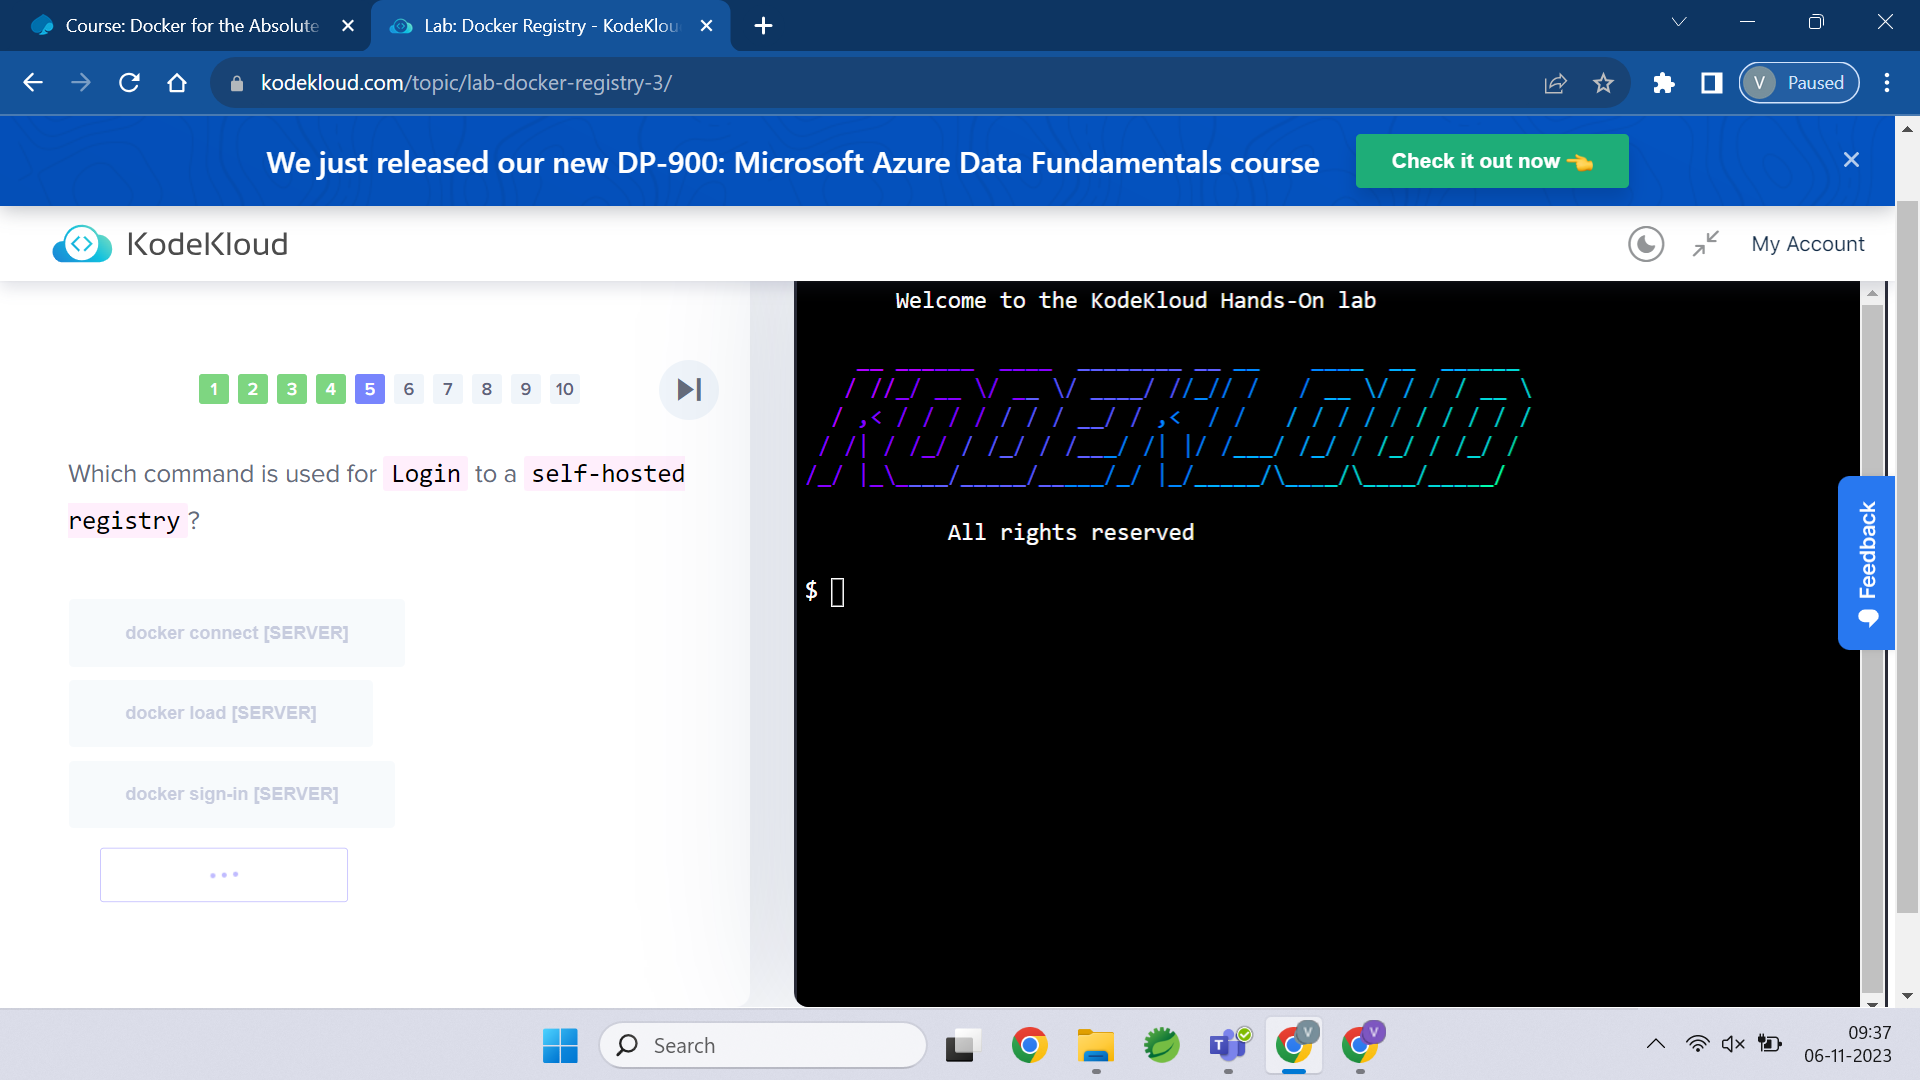 Course: Docker for the Absolute
Lab: Docker Registry - KodeKlou
kodekloud.com/topic/lab-docker-registry-3/
V Paused
We just released our new DP-900: Microsoft Azure Data Fundamentals course
Check it out now 👈
KodeKloud
My Account
1 2 3 4 5 6 7 8 9 10
Which command is used for Login to a self-hosted
registry?
docker connect [SERVER]
docker load [SERVER]
docker sign-in [SERVER]
Welcome to the KodeKloud Hands-On lab
KODEKLOUD
All rights reserved
$
Feedback
Search
09:37
06-11-2023